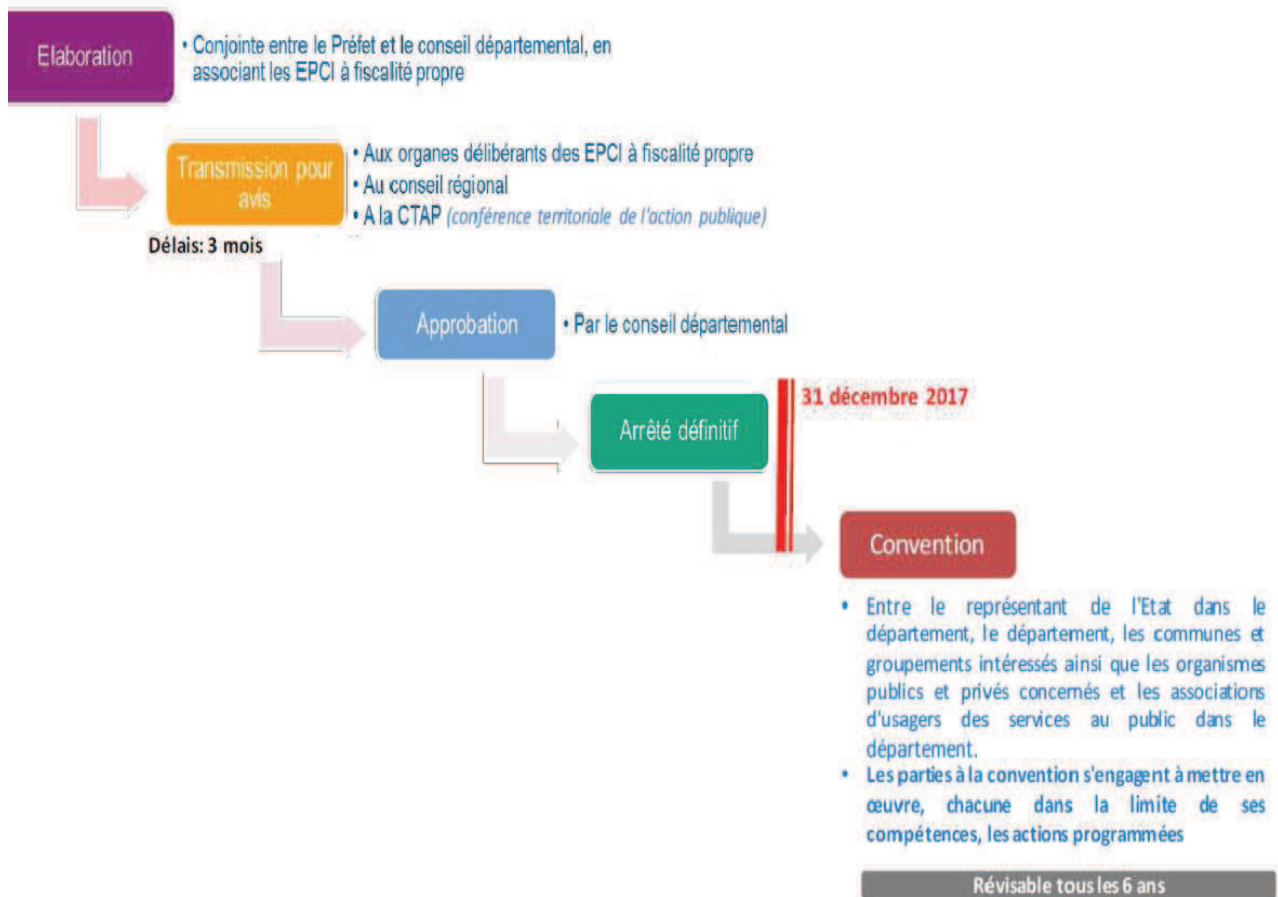 Elaboration
• Conjointe entre le Préfet et le conseil départemental, en
associant les EPCI à fiscalité propre
Transmission pour
avis
• Aux organes délibérants des EPCI à fiscalité propre
• Au conseil régional
• A la CTAP (conférence territoriale de l'action publique)
Délais: 3 mois
Approbation
• Par le conseil départemental
Arrêté définitif
31 décembre 2017
Convention
• Entre le représentant de l'Etat dans le
département, le département, les communes et
groupements intéressés ainsi que les organismes
publics et privés concernés et les associations
d'usagers des services au public dans le
département.
• Les parties à la convention s'engagent à mettre en
œuvre, chacune dans la limite de ses
compétences, les actions programmées
Révisable tous les 6 ans